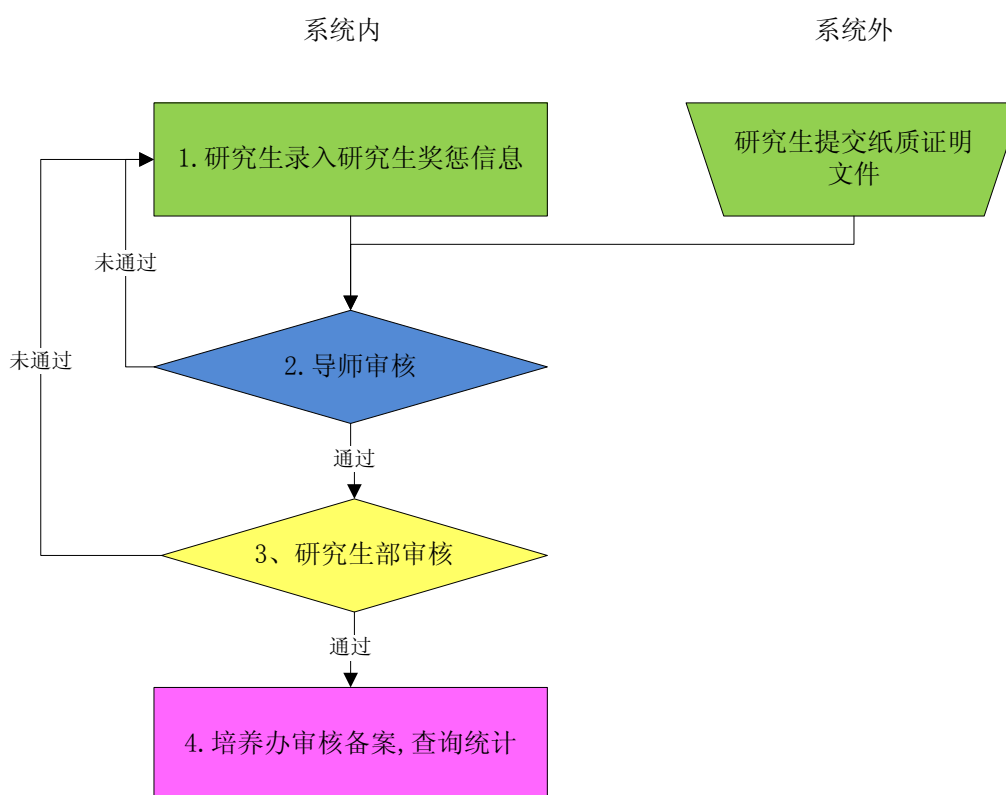 系统内
系统外
1.研究生录入研究生奖惩信息
研究生提交纸质证明
文件
未通过
2.导师审核
未通过
通过
3、研究生部审核
通过
4.培养办审核备案,查询统计